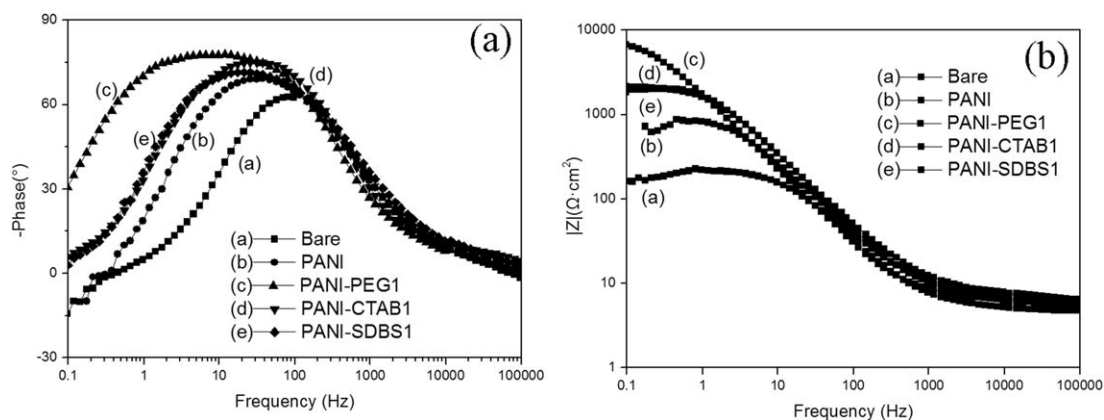 (a)
90
60
30
0
-30
-Phase(°)
(c)
(d)
(e)
(b)
(a)
(a) Bare
(b) PANI
(c) PANI-PEG1
(d) PANI-CTAB1
(e) PANI-SDBS1
0.1 1 10 100 1000 10000 100000
Frequency (Hz)
(b)
10000
1000
100
10
1
|Z|(Ω·cm²)
(c)
(d)
(e)
(b)
(a)
(a) Bare
(b) PANI
(c) PANI-PEG1
(d) PANI-CTAB1
(e) PANI-SDBS1
0.1 1 10 100 1000 10000 100000
Frequency (Hz)